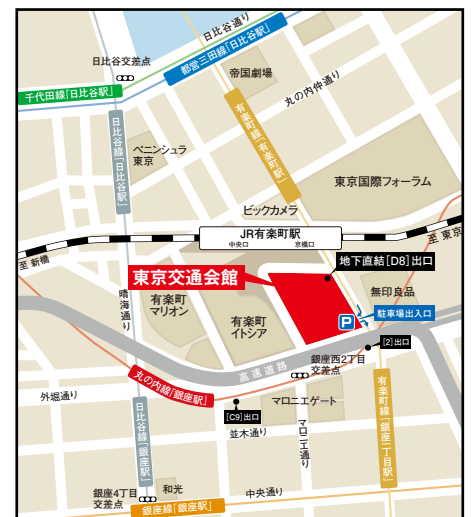 日比谷通り
日比谷交差点
都営三田線「日比谷駅」
帝国劇場
千代田線「日比谷駅」
丸の内仲通り
日比谷線「日比谷駅」
有楽町線「有楽町駅」
ペニンシュラ
東京
東京国際フォーラム
ビックカメラ
JR有楽町駅
中央口
京橋口
至 東京
至 新橋
地下直結[D8]出口
東京交通会館
無印良品
晴海通り
有楽町
マリオン
有楽町
イトシア
P
駐車場出入口
[2]出口
高速道路
銀座西2丁目
交差点
丸の内線「銀座駅」
外堀通り
[C9]出口
マロニエゲート
並木通り
マロニエ通り
有楽町線「銀座一丁目駅」
日比谷線「銀座駅」
銀座4丁目
交差点
和光
中央通り
銀座線「銀座駅」